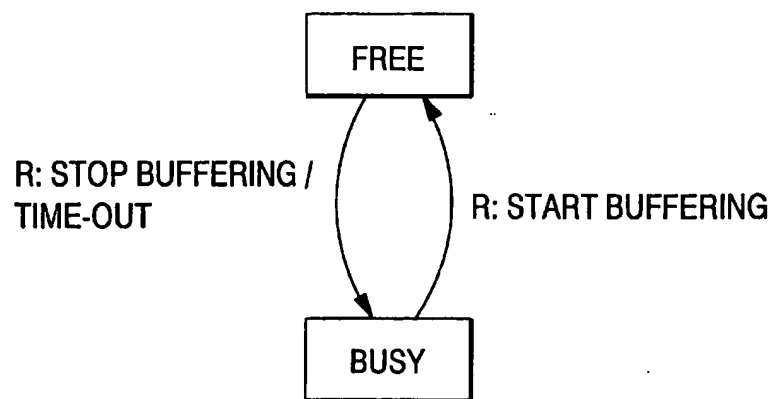 FREE
R: STOP BUFFERING /
TIME-OUT
R: START BUFFERING
BUSY